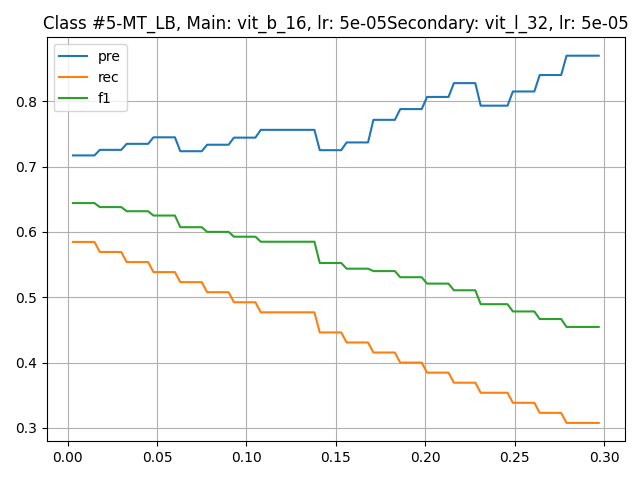 Class #5-MT_LB, Main: vit_b_16, lr: 5e-05Secondary: vit_l_32, lr: 5e-05
pre
rec
f1
0.8
0.7
0.6
0.5
0.4
0.3
0.00 0.05 0.10 0.15 0.20 0.25 0.30